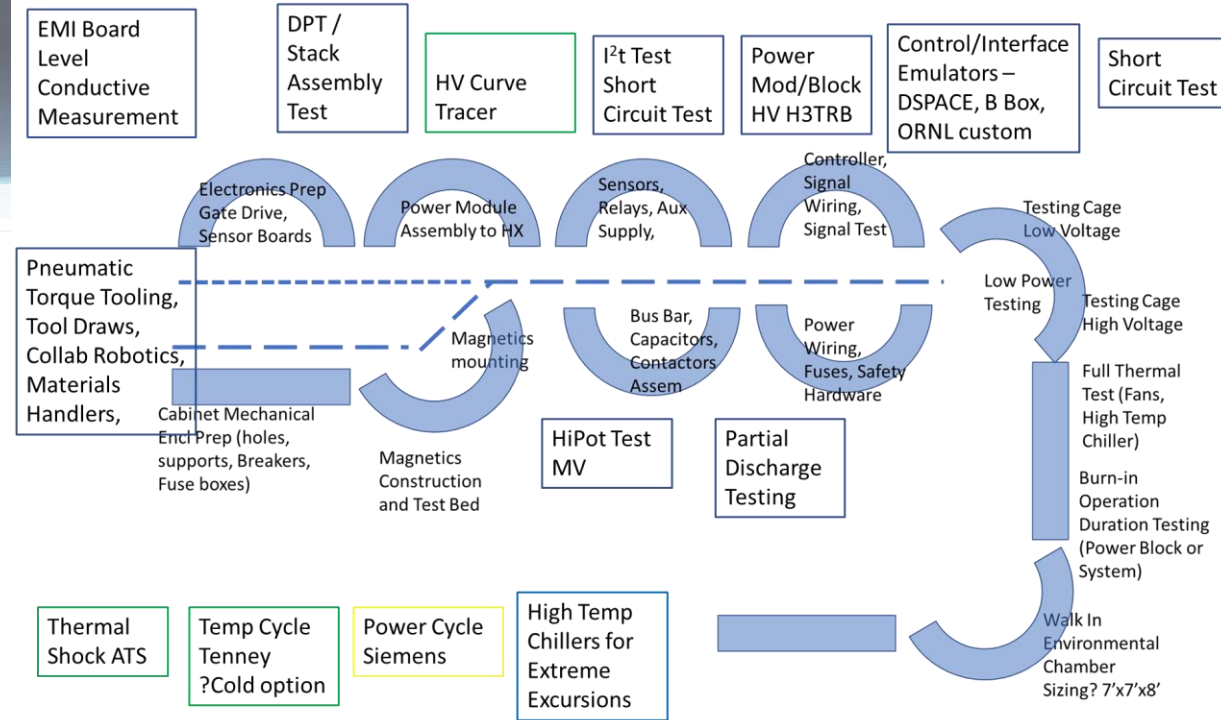 EMI Board
Level
Conductive
Measurement
DPT /
Stack
Assembly
Test
HV Curve
Tracer
I²t Test
Short
Circuit Test
Power
Mod/Block
HV H3TRB
Control/Interface
Emulators –
DSPACE, B Box,
ORNL custom
Short
Circuit Test
Electronics Prep
Gate Drive,
Sensor Boards
Power Module
Assembly to HX
Sensors,
Relays, Aux
Supply,
Controller,
Signal
Wiring,
Signal Test
Testing Cage
Low Voltage
Low Power
Testing
Testing Cage
High Voltage
Pneumatic
Torque Tooling,
Tool Draws,
Collab Robotics,
Materials
Handlers,
Magnetics
mounting
Bus Bar,
Capacitors,
Contactors
Assem
Power
Wiring,
Fuses, Safety
Hardware
Full Thermal
Test (Fans,
High Temp
Chiller)
Cabinet Mechanical
Encl Prep (holes,
supports, Breakers,
Fuse boxes)
Magnetics
Construction
and Test Bed
HiPot Test
MV
Partial
Discharge
Testing
Burn-in
Operation
Duration Testing
(Power Block or
System)
Thermal
Shock ATS
Temp Cycle
Tenney
?Cold option
Power Cycle
Siemens
High Temp
Chillers for
Extreme
Excursions
Walk In
Environmental
Chamber
Sizing? 7'x7'x8'